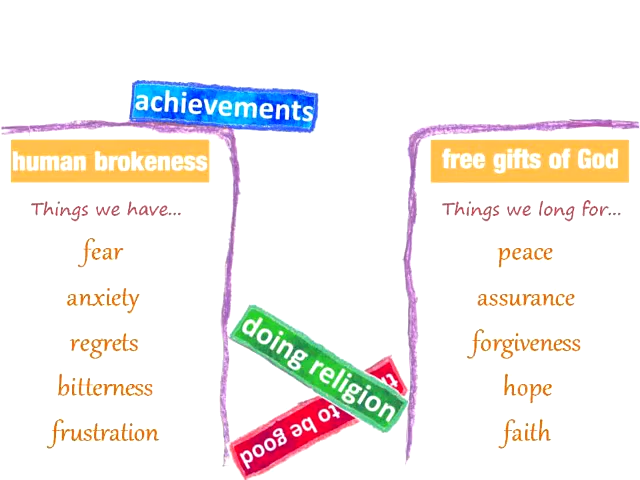 achievements
human brokeness
Things we have...
fear
anxiety
regrets
bitterness
frustration
free gifts of God
Things we long for...
peace
assurance
forgiveness
hope
faith
doing religion
to be good